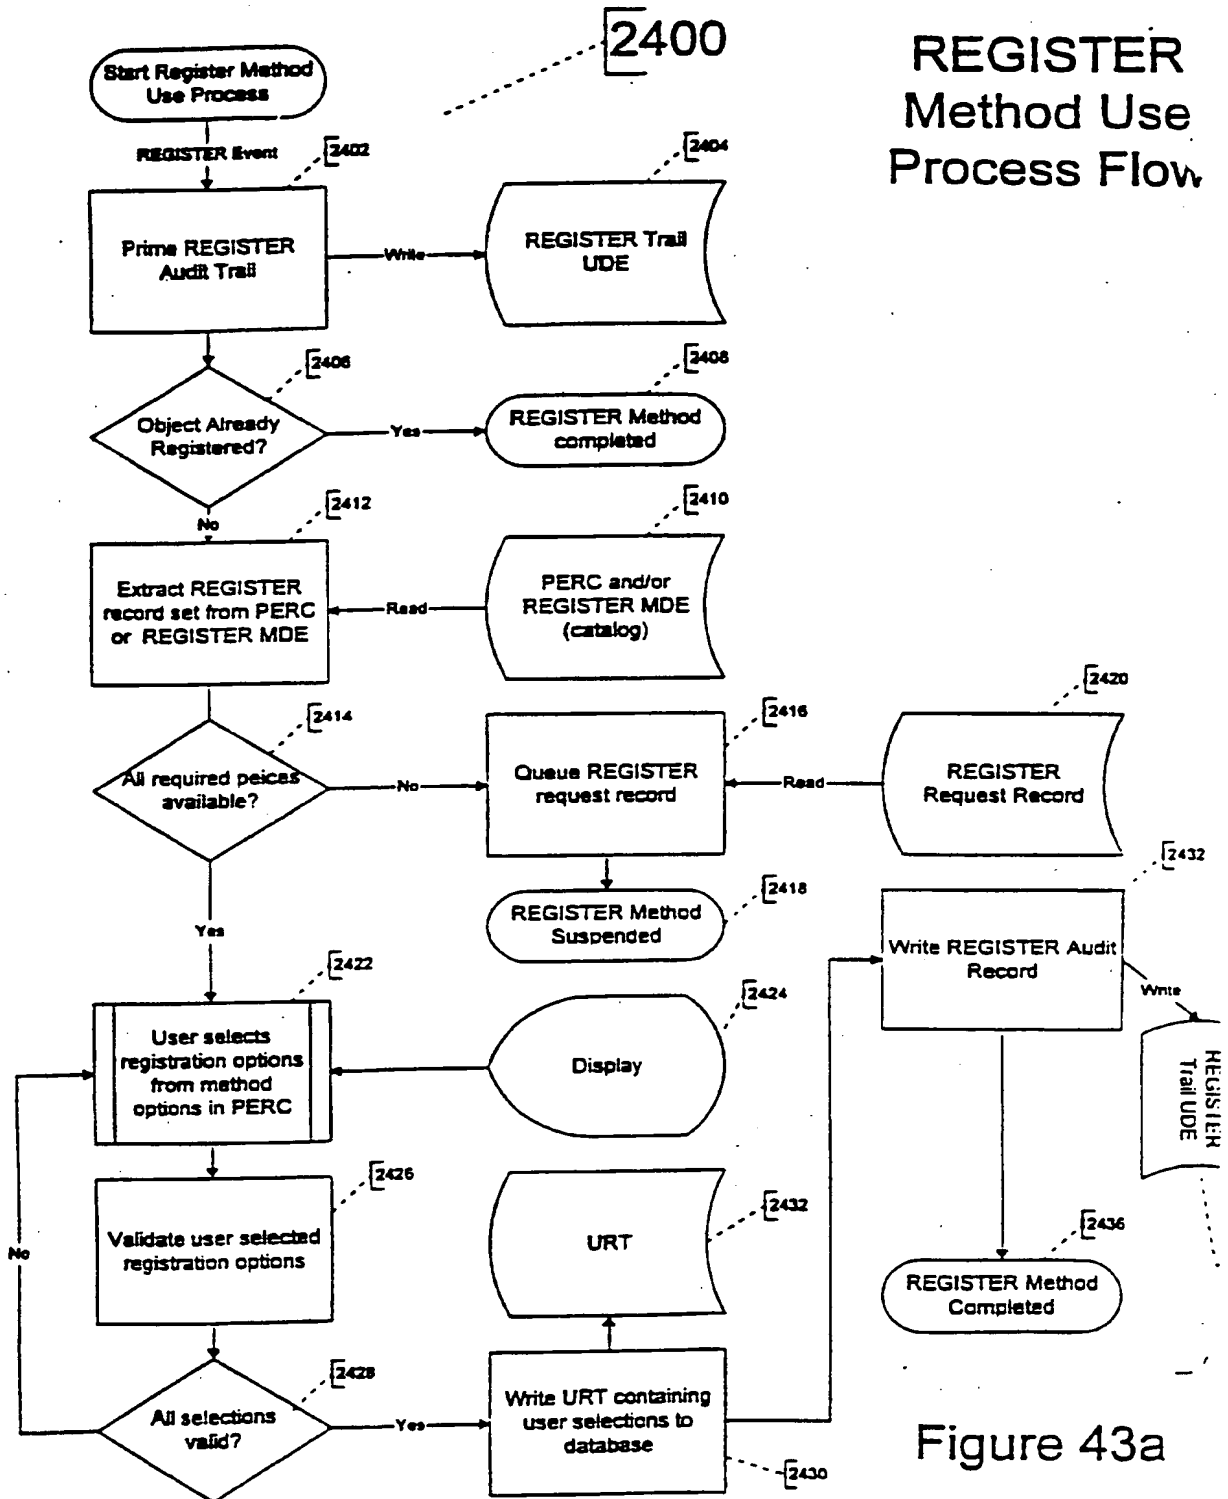 2400
REGISTER
Method Use
Process Flow
Start Register Method
Use Process
REGISTER Event
2402
2404
Prime REGISTER
Audit Trail
Write
REGISTER Trail
UDE
2406
2408
Object Already
Registered?
Yes
REGISTER Method
completed
No
2412
2410
Extract REGISTER
record set from PERC
or REGISTER MDE
Read
PERC and/or
REGISTER MDE
(catalog)
2414
2416
2420
All required peices
available?
No
Queue REGISTER
request record
Read
REGISTER
Request Record
2418
REGISTER Method
Suspended
2432
Write REGISTER Audit
Record
Write
REGISTER
Trail UDE
Yes
2422
2424
User selects
registration options
from method
options in PERC
Display
2426
2432
Validate user selected
registration options
URT
2436
REGISTER Method
Completed
No
2428
All selections
valid?
Yes
Write URT containing
user selections to
database
2430
Figure 43a